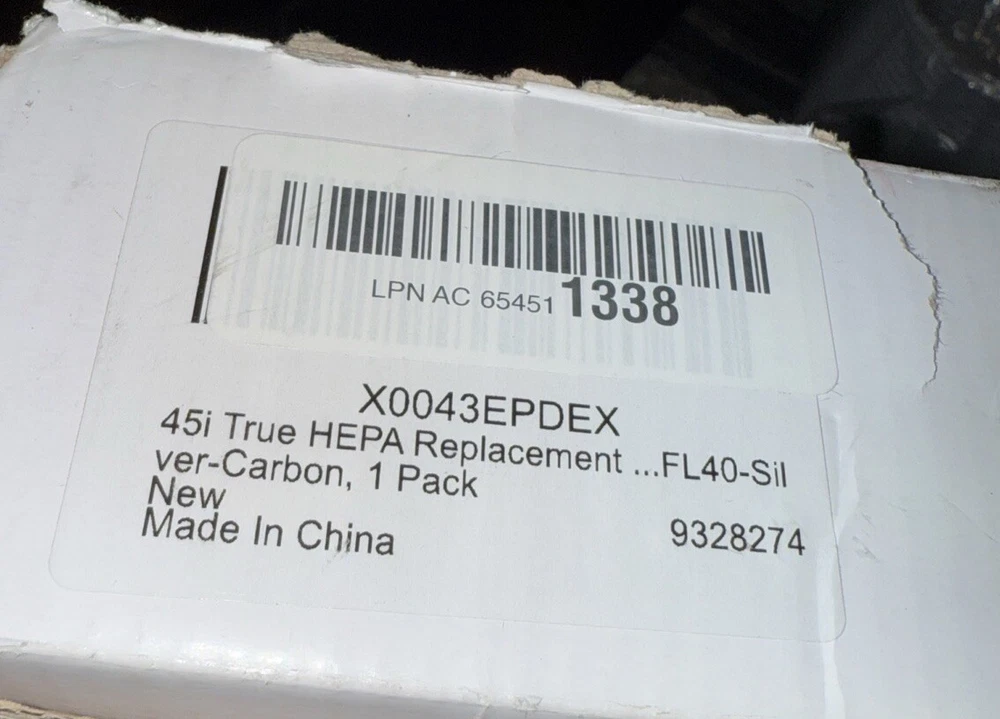 LPN AC 65451 1338
X0043EPDEX
45i True HEPA Replacement ...FL40-Sil
ver-Carbon, 1 Pack
New
Made In China 9328274